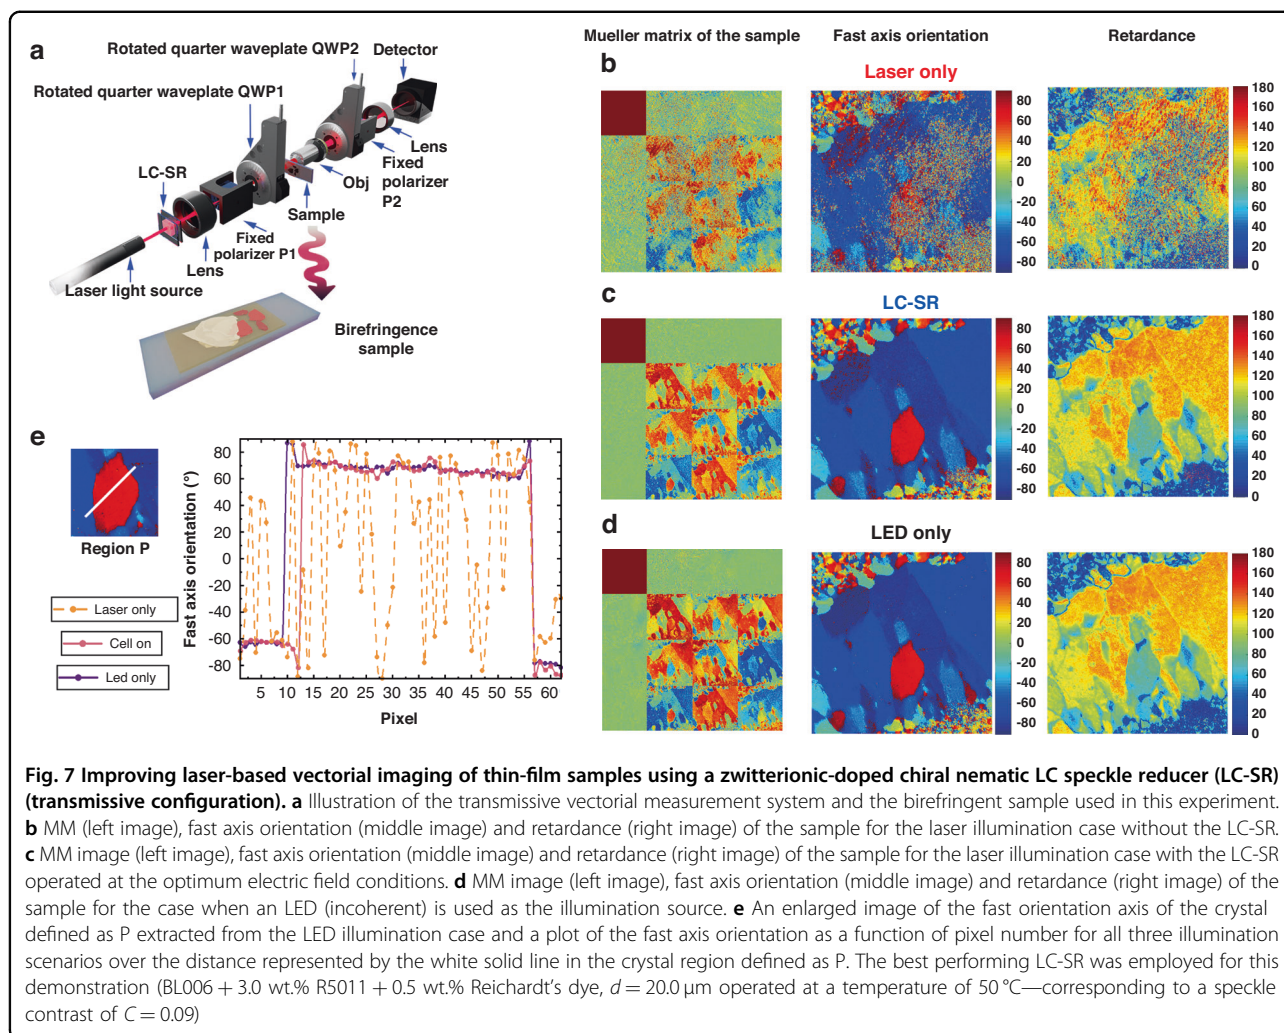 a
Rotated quarter waveplate QWP2
Detector
Rotated quarter waveplate QWP1
LC-SR
Lens
Fixed
polarizer
P2
Obj
Sample
Fixed
polarizer P1
Lens
Laser light source
Birefringence
sample
Mueller matrix of the sample
Fast axis orientation
Retardance
b
Laser only
80
60
40
20
0
-20
-40
-60
-80
180
160
140
120
100
80
60
40
20
0
c
LC-SR
80
60
40
20
0
-20
-40
-60
-80
180
160
140
120
100
80
60
40
20
0
d
LED only
80
60
40
20
0
-20
-40
-60
-80
180
160
140
120
100
80
60
40
20
0
e
Region P
Laser only
Cell on
Led only
Fast axis orientation (°)
80
60
40
20
0
-20
-40
-60
-80
5 10 15 20 25 30 35 40 45 50 55 60
Pixel
Fig. 7 Improving laser-based vectorial imaging of thin-film samples using a zwitterionic-doped chiral nematic LC speckle reducer (LC-SR)
(transmissive configuration). a Illustration of the transmissive vectorial measurement system and the birefringent sample used in this experiment.
b MM (left image), fast axis orientation (middle image) and retardance (right image) of the sample for the laser illumination case without the LC-SR.
c MM image (left image), fast axis orientation (middle image) and retardance (right image) of the sample for the laser illumination case with the LC-SR
operated at the optimum electric field conditions. d MM image (left image), fast axis orientation (middle image) and retardance (right image) of the
sample for the case when an LED (incoherent) is used as the illumination source. e An enlarged image of the fast orientation axis of the crystal
defined as P extracted from the LED illumination case and a plot of the fast axis orientation as a function of pixel number for all three illumination
scenarios over the distance represented by the white solid line in the crystal region defined as P. The best performing LC-SR was employed for this
demonstration (BL006 + 3.0 wt.% R5011 + 0.5 wt.% Reichardt's dye, d = 20.0 μm operated at a temperature of 50 °C—corresponding to a speckle
contrast of C = 0.09)